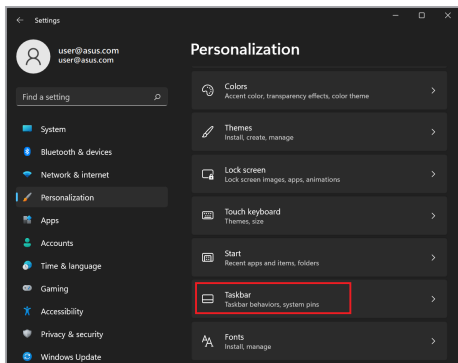 Settings
user@asus.com
user@asus.com
Find a setting
System
Bluetooth & devices
Network & internet
Personalization
Apps
Accounts
Time & language
Gaming
Accessibility
Privacy & security
Windows Update
Personalization
Colors
Accent color, transparency effects, color theme
Themes
Install, create, manage
Lock screen
Lock screen images, apps, animations
Touch keyboard
Themes, size
Start
Recent apps and items, folders
Taskbar
Taskbar behaviors, system pins
Fonts
Install, manage